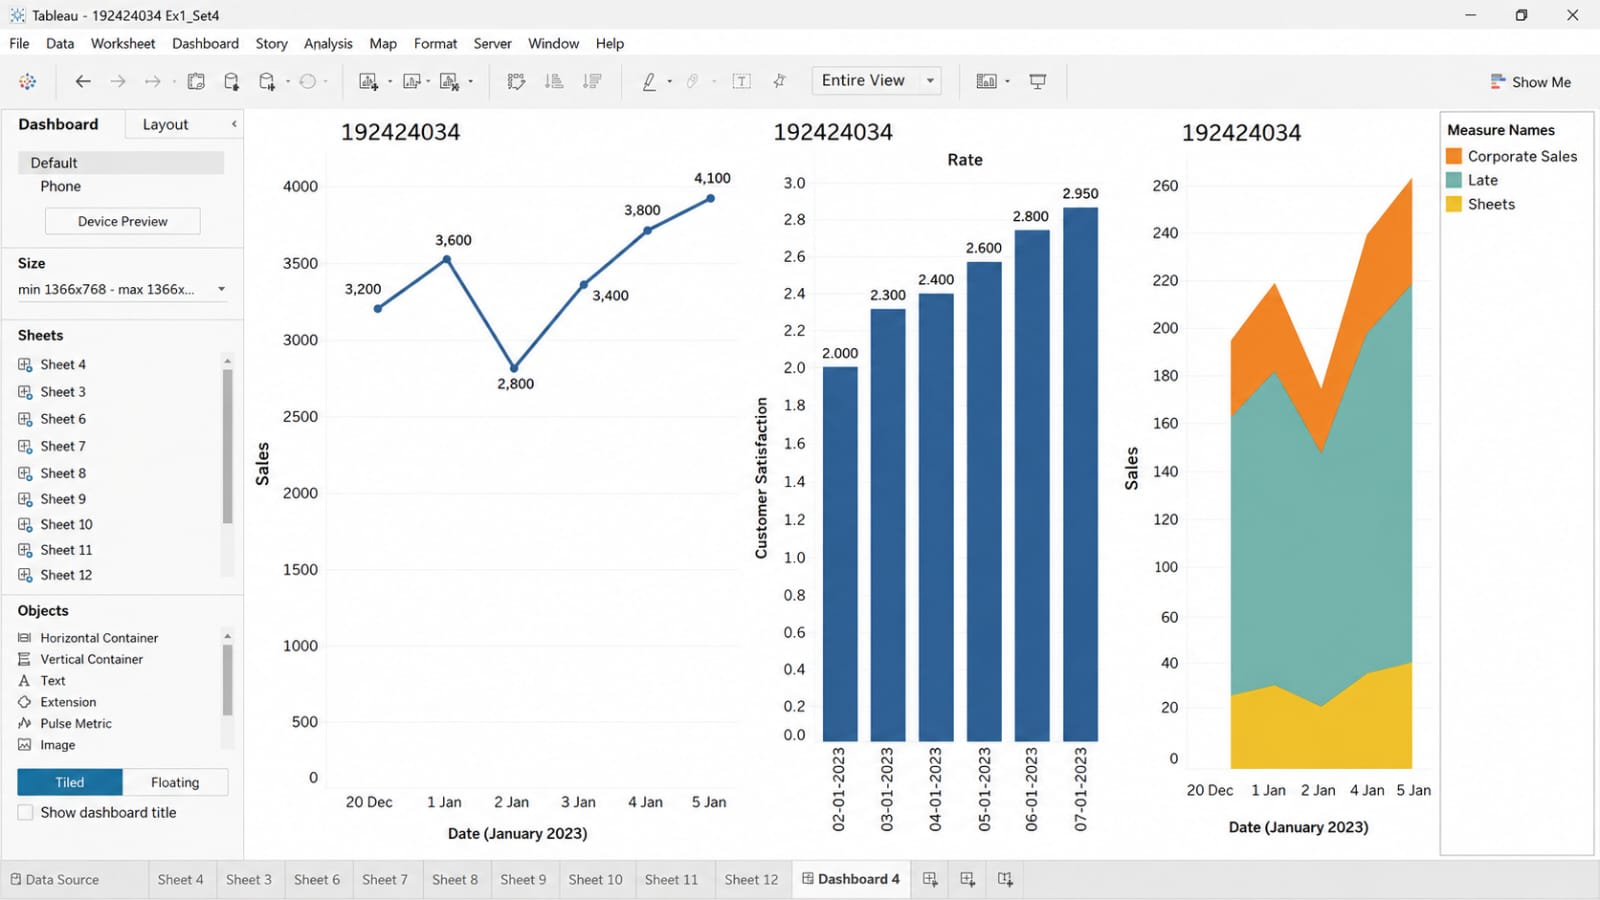 Tableau - 192424034 Ex1_Set4
File Data Worksheet Dashboard Story Analysis Map Format Server Window Help
Entire View
Show Me
Dashboard Layout
Default
Phone
Device Preview
Size
min 1366x768 - max 1366x...
Sheets
Sheet 4
Sheet 3
Sheet 6
Sheet 7
Sheet 8
Sheet 9
Sheet 10
Sheet 11
Sheet 12
Objects
Horizontal Container
Vertical Container
Text
Extension
Pulse Metric
Image
Tiled Floating
Show dashboard title
192424034
4000
3500
3000
2500
2000
1500
1000
500
0
Sales
3,200
3,600
2,800
3,400
3,800
4,100
20 Dec 1 Jan 2 Jan 3 Jan 4 Jan 5 Jan
Date (January 2023)
192424034
Rate
3.0
2.8
2.6
2.4
2.2
2.0
1.8
1.6
1.4
1.2
1.0
0.8
0.6
0.4
0.2
0.0
Customer Satisfaction
2.000
2.300
2.400
2.600
2.800
2.950
02-01-2023
03-01-2023
04-01-2023
05-01-2023
06-01-2023
07-01-2023
192424034
260
240
220
200
180
160
140
120
100
60
40
20
0
Sales
20 Dec 1 Jan 2 Jan 4 Jan 5 Jan
Date (January 2023)
Measure Names
Corporate Sales
Late
Sheets
Data Source Sheet 4 Sheet 3 Sheet 6 Sheet 7 Sheet 8 Sheet 9 Sheet 10 Sheet 11 Sheet 12 Dashboard 4